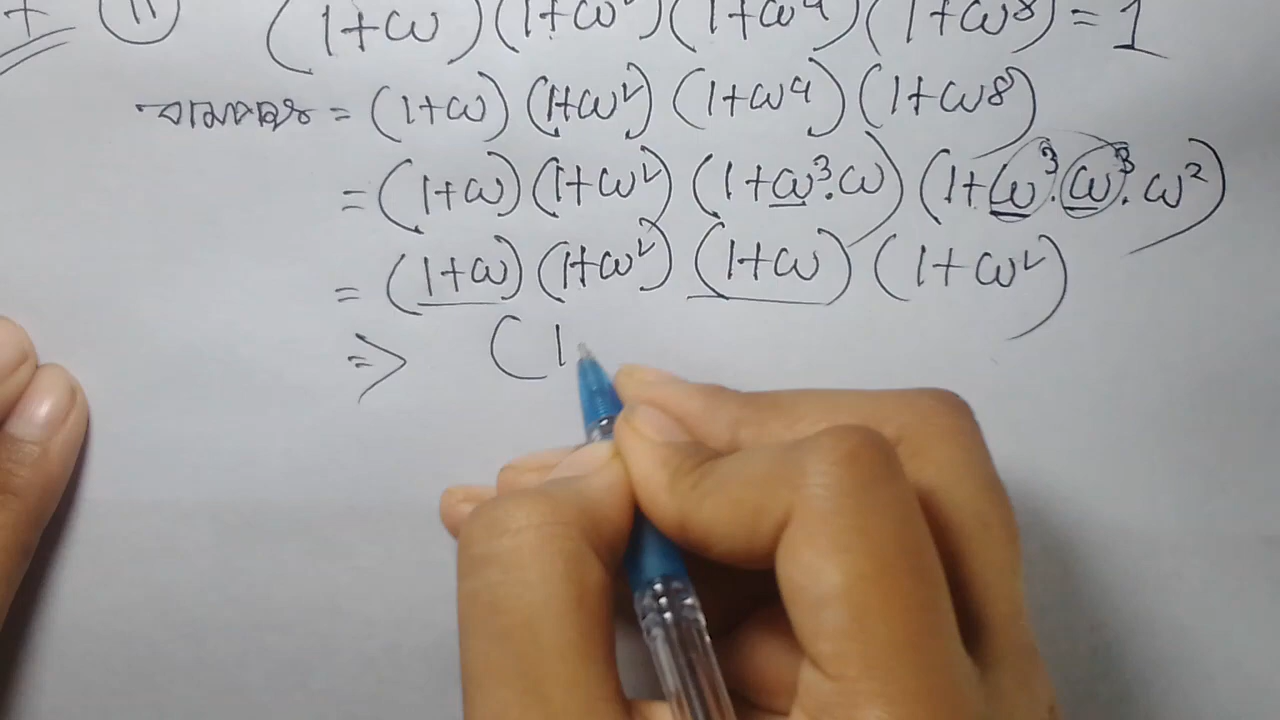 (11) (1+ω)(1+ω²)(1+ω⁴)(1+ω⁸)=1
বামপক্ষ = (1+ω)(1+ω²)(1+ω⁴)(1+ω⁸)
= (1+ω)(1+ω²)(1+ω³.ω)(1+ω³.ω³.ω²)
= (1+ω)(1+ω²)(1+ω)(1+ω²)
=> (1